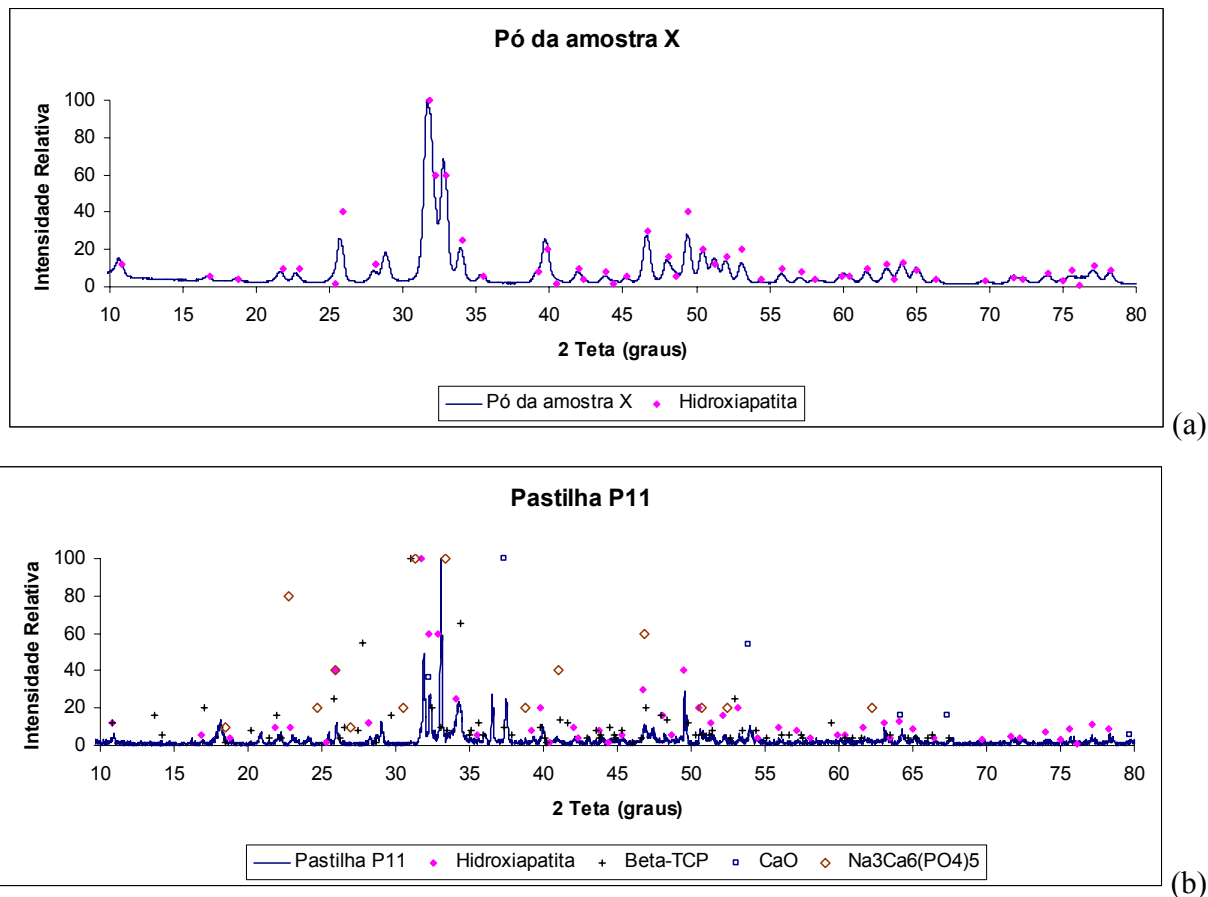 Pó da amostra X
Intensidade Relativa
100
80
60
40
20
0
10 15 20 25 30 35 40 45 50 55 60 65 70 75 80
2 Teta (graus)
Pó da amostra X Hidroxiapatita
(a)
Pastilha P11
Intensidade Relativa
100
80
60
40
20
0
10 15 20 25 30 35 40 45 50 55 60 65 70 75 80
2 Teta (graus)
Pastilha P11 Hidroxiapatita Beta-TCP CaO Na3Ca6(PO4)5
(b)